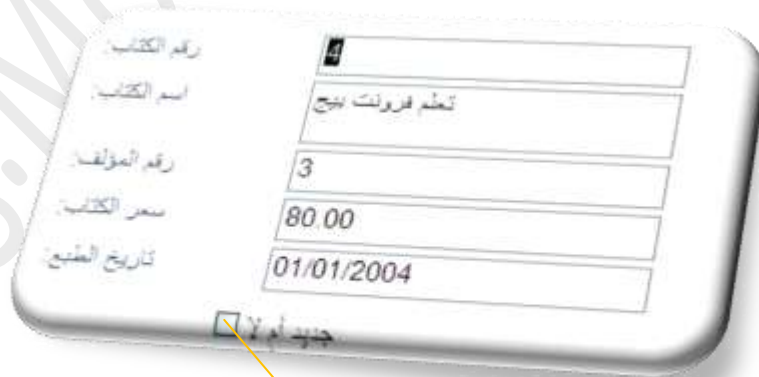 رقم الكتاب: 4
اسم الكتاب: تعلم فرونت بيج
رقم المؤلف: 3
سعر الكتاب: 80.00
تاريخ الطبع: 01/01/2004
جديد أم لا